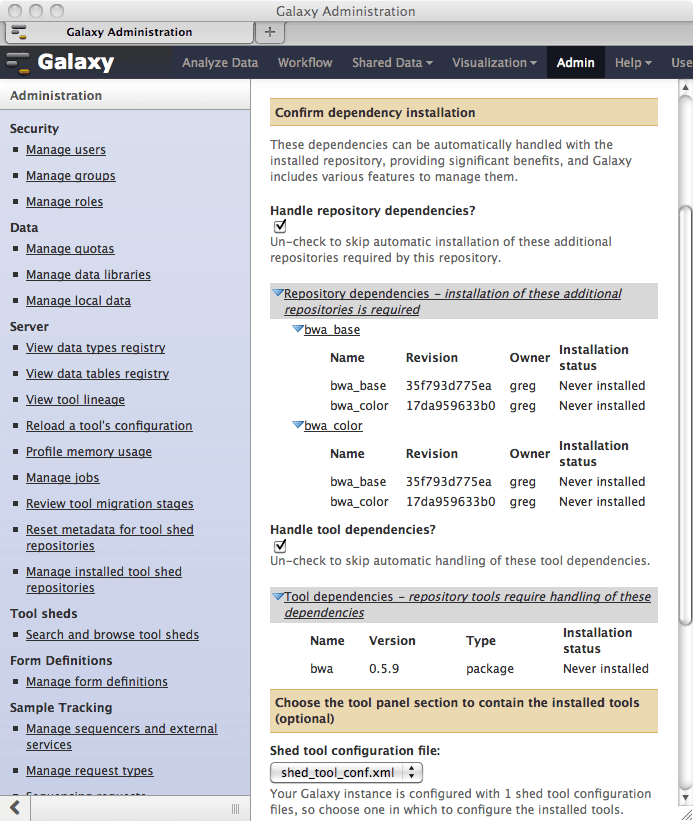 Galaxy Administration
Galaxy Administration
+
Galaxy
Analyze Data Workflow Shared Data Visualization Admin Help Use
Administration
Security
Manage users
Manage groups
Manage roles
Data
Manage quotas
Manage data libraries
Manage local data
Server
View data types registry
View data tables registry
View tool lineage
Reload a tool's configuration
Profile memory usage
Manage jobs
Review tool migration stages
Reset metadata for tool shed
repositories
Manage installed tool shed
repositories
Tool sheds
Search and browse tool sheds
Form Definitions
Manage form definitions
Sample Tracking
Manage sequencers and external
services
Manage request types
Sequencing requests
Confirm dependency installation
These dependencies can be automatically handled with the
installed repository, providing significant benefits, and Galaxy
includes various features to manage them.
Handle repository dependencies?
Un-check to skip automatic installation of these additional
repositories required by this repository.
Repository dependencies - installation of these additional
repositories is required
bwa_base
Name Revision Owner Installation
status
bwa_base 35f793d775ea greg Never installed
bwa_color 17da959633b0 greg Never installed
bwa_color
Name Revision Owner Installation
status
bwa_base 35f793d775ea greg Never installed
bwa_color 17da959633b0 greg Never installed
Handle tool dependencies?
Un-check to skip automatic handling of these tool dependencies.
Tool dependencies - repository tools require handling of these
dependencies
Name Version Type Installation
status
bwa 0.5.9 package Never installed
Choose the tool panel section to contain the installed tools
(optional)
Shed tool configuration file:
shed_tool_conf.xml
Your Galaxy instance is configured with 1 shed tool configuration
files, so choose one in which to configure the installed tools.